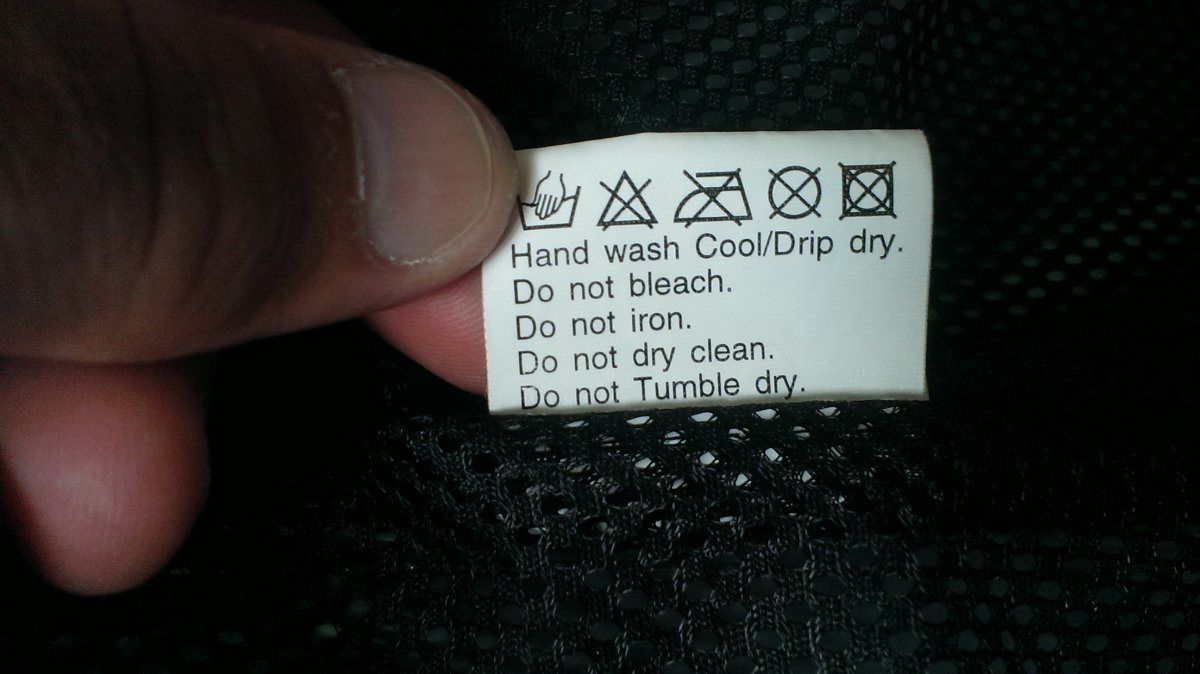 Hand wash Cool/Drip dry.
Do not bleach.
Do not iron.
Do not dry clean.
Do not Tumble dry.